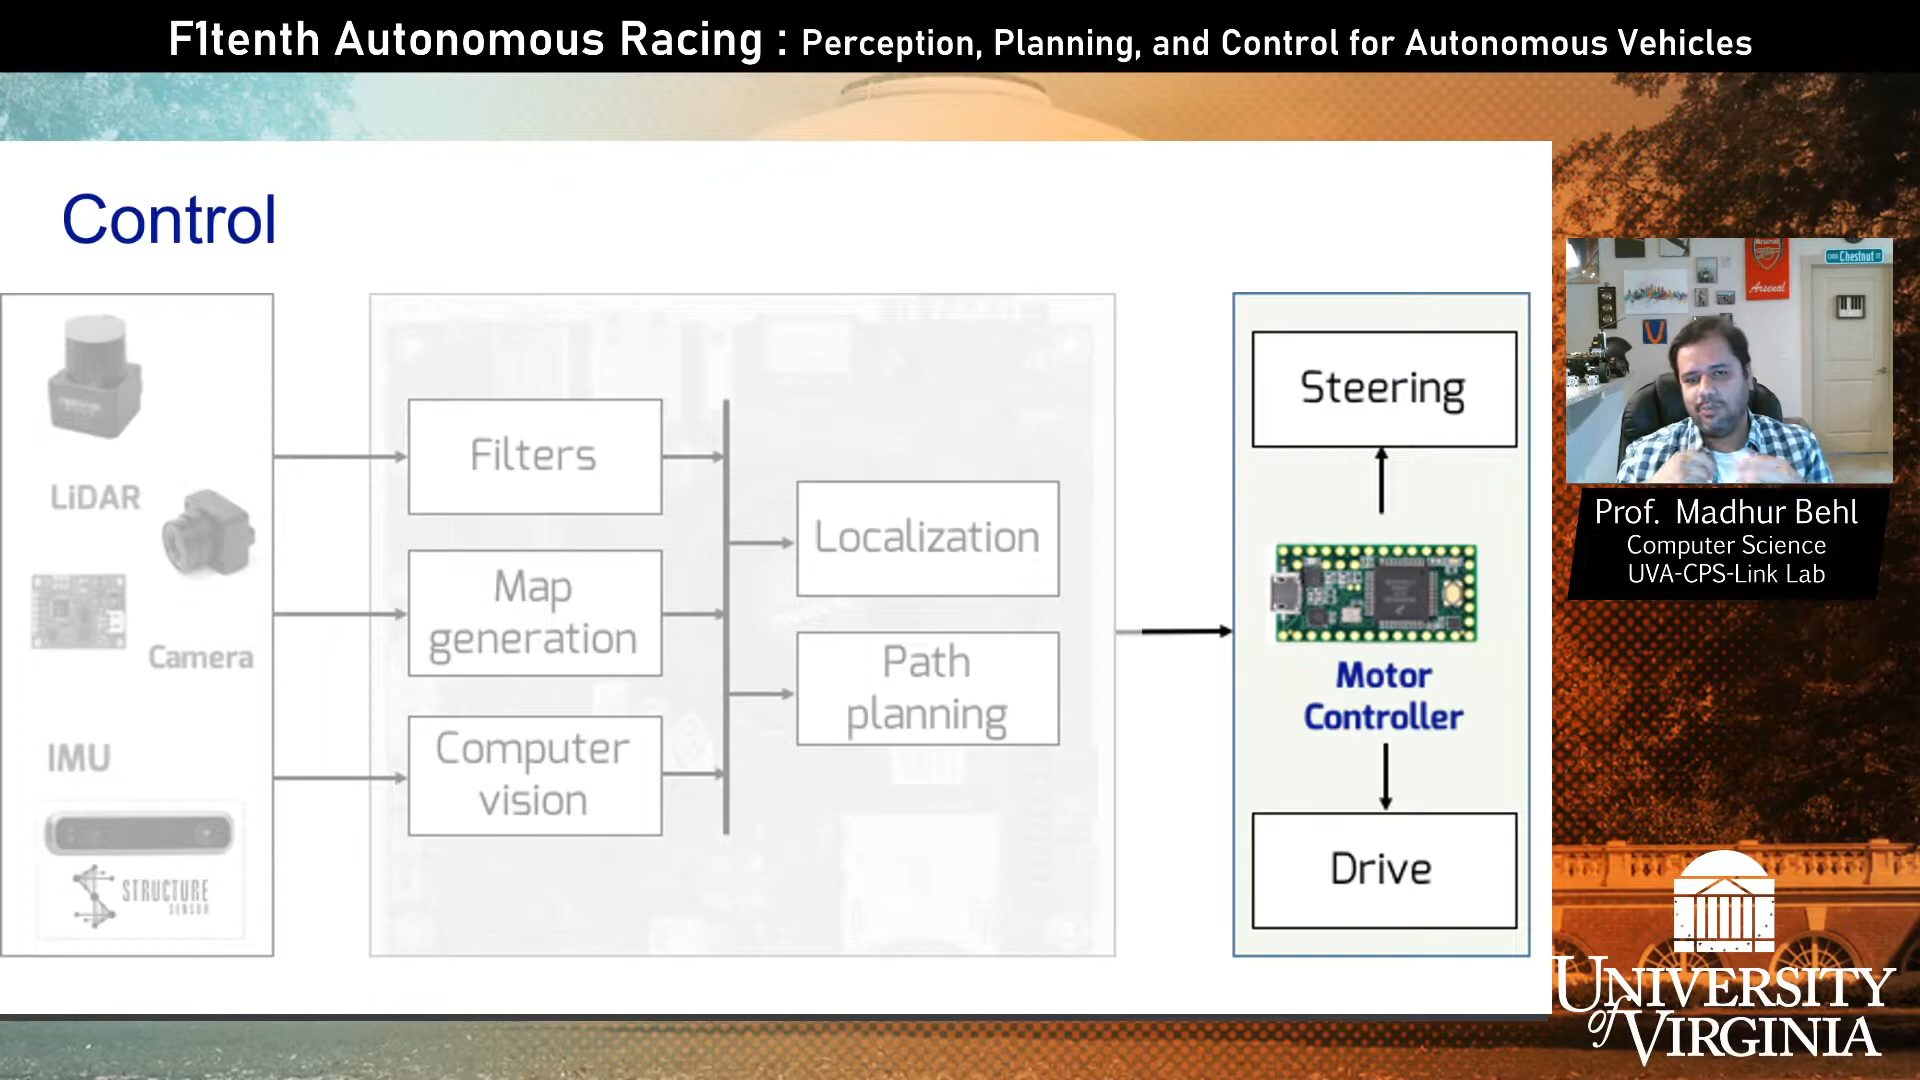 F1tenth Autonomous Racing : Perception, Planning, and Control for Autonomous Vehicles
Control
LiDAR
Camera
IMU
STRUCTURE
SENSOR
Filters
Map
generation
Computer
vision
Localization
Path
planning
Steering
Motor
Controller
Drive
Arsenal
Arsenal
Chestnut
Prof. Madhur Behl
Computer Science
UVA-CPS-Link Lab
UNIVERSITY
of VIRGINIA